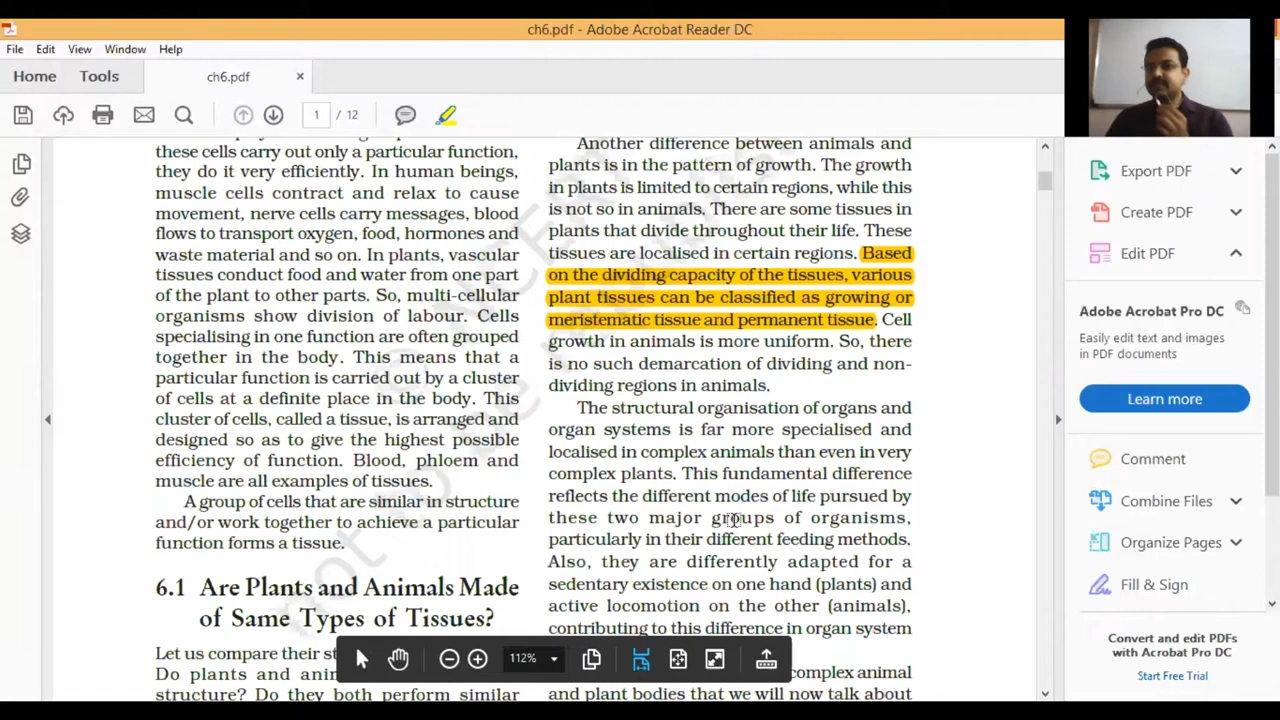 ch6.pdf - Adobe Acrobat Reader DC
File Edit View Window Help
Home Tools ch6.pdf ×
1 / 12
these cells carry out only a particular function,
they do it very efficiently. In human beings,
muscle cells contract and relax to cause
movement, nerve cells carry messages, blood
flows to transport oxygen, food, hormones and
waste material and so on. In plants, vascular
tissues conduct food and water from one part
of the plant to other parts. So, multi-cellular
organisms show division of labour. Cells
specialising in one function are often grouped
together in the body. This means that a
particular function is carried out by a cluster
of cells at a definite place in the body. This
cluster of cells, called a tissue, is arranged and
designed so as to give the highest possible
efficiency of function. Blood, phloem and
muscle are all examples of tissues.
A group of cells that are similar in structure
and/or work together to achieve a particular
function forms a tissue.
6.1 Are Plants and Animals Made
of Same Types of Tissues?
Let us compare their st
Do plants and anim
structure? Do they both perform similar
Another difference between animals and
plants is in the pattern of growth. The growth
in plants is limited to certain regions, while this
is not so in animals. There are some tissues in
plants that divide throughout their life. These
tissues are localised in certain regions. Based
on the dividing capacity of the tissues, various
plant tissues can be classified as growing or
meristematic tissue and permanent tissue. Cell
growth in animals is more uniform. So, there
is no such demarcation of dividing and non-
dividing regions in animals.
The structural organisation of organs and
organ systems is far more specialised and
localised in complex animals than even in very
complex plants. This fundamental difference
reflects the different modes of life pursued by
these two major groups of organisms,
particularly in their different feeding methods.
Also, they are differently adapted for a
sedentary existence on one hand (plants) and
active locomotion on the other (animals),
contributing to this difference in organ system
complex animal
and plant bodies that we will now talk about
© NCERT
not to be republished
112%
Export PDF
Create PDF
Edit PDF
Adobe Acrobat Pro DC
Easily edit text and images
in PDF documents
Learn more
Comment
Combine Files
Organize Pages
Fill & Sign
Convert and edit PDFs
with Acrobat Pro DC
Start Free Trial